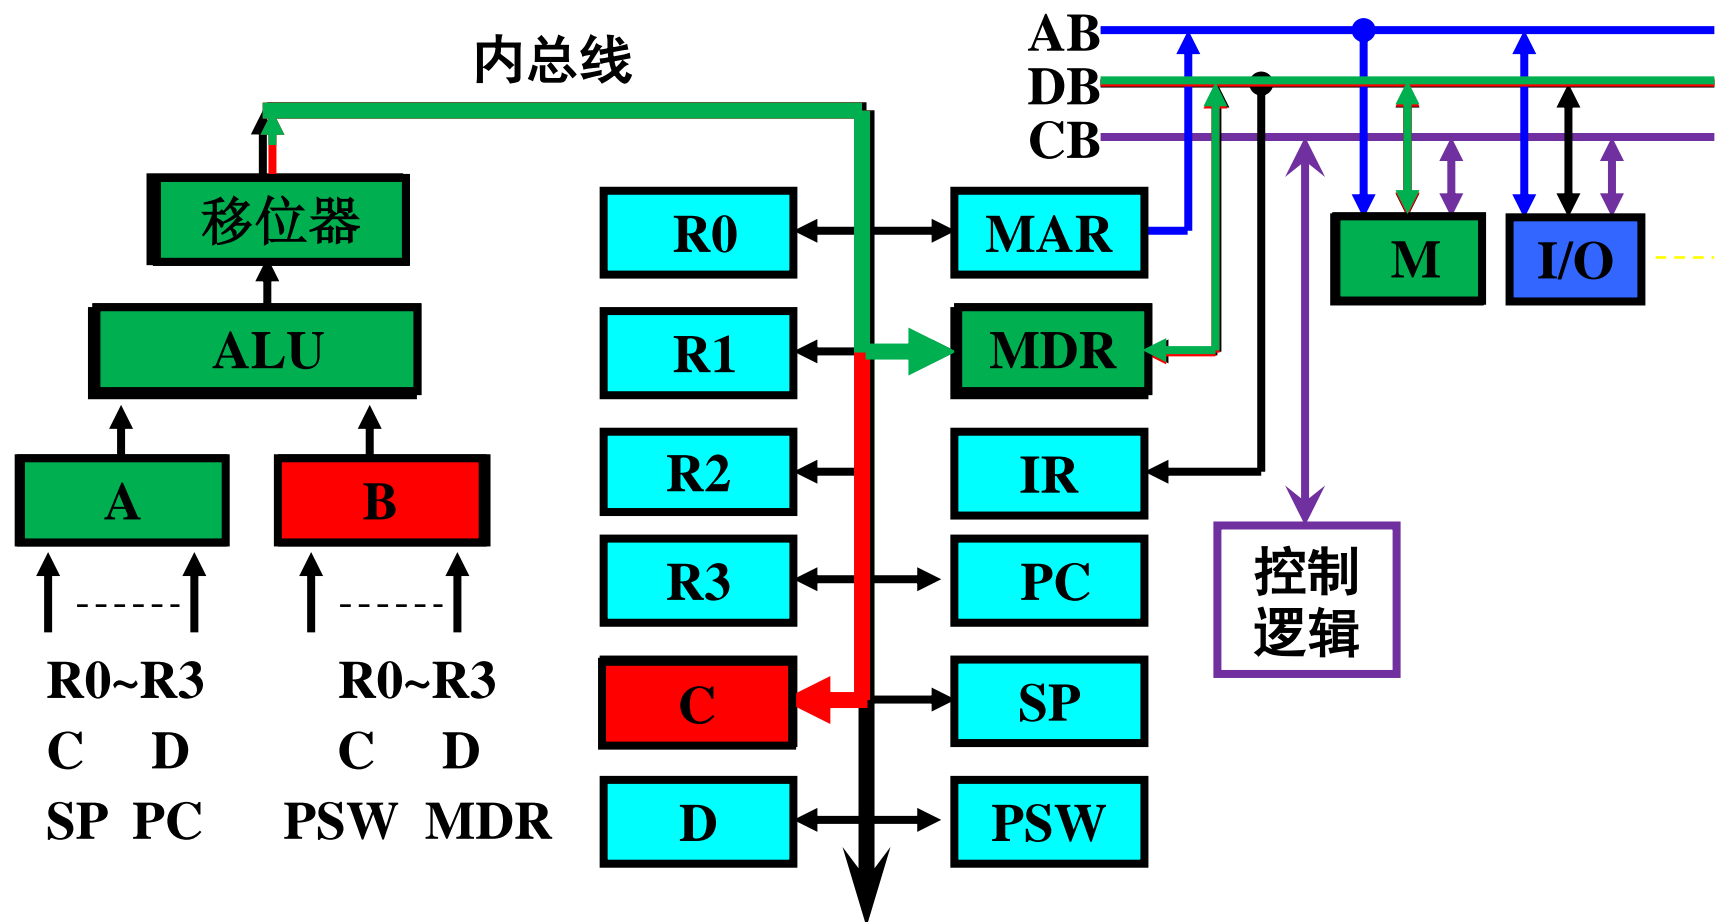 内总线
AB
DB
CB
移位器
ALU
A
B
R0~R3
C D
SP PC
R0~R3
C D
PSW MDR
R0
R1
R2
R3
C
D
MAR
MDR
IR
PC
SP
PSW
M
I/O
控制
逻辑